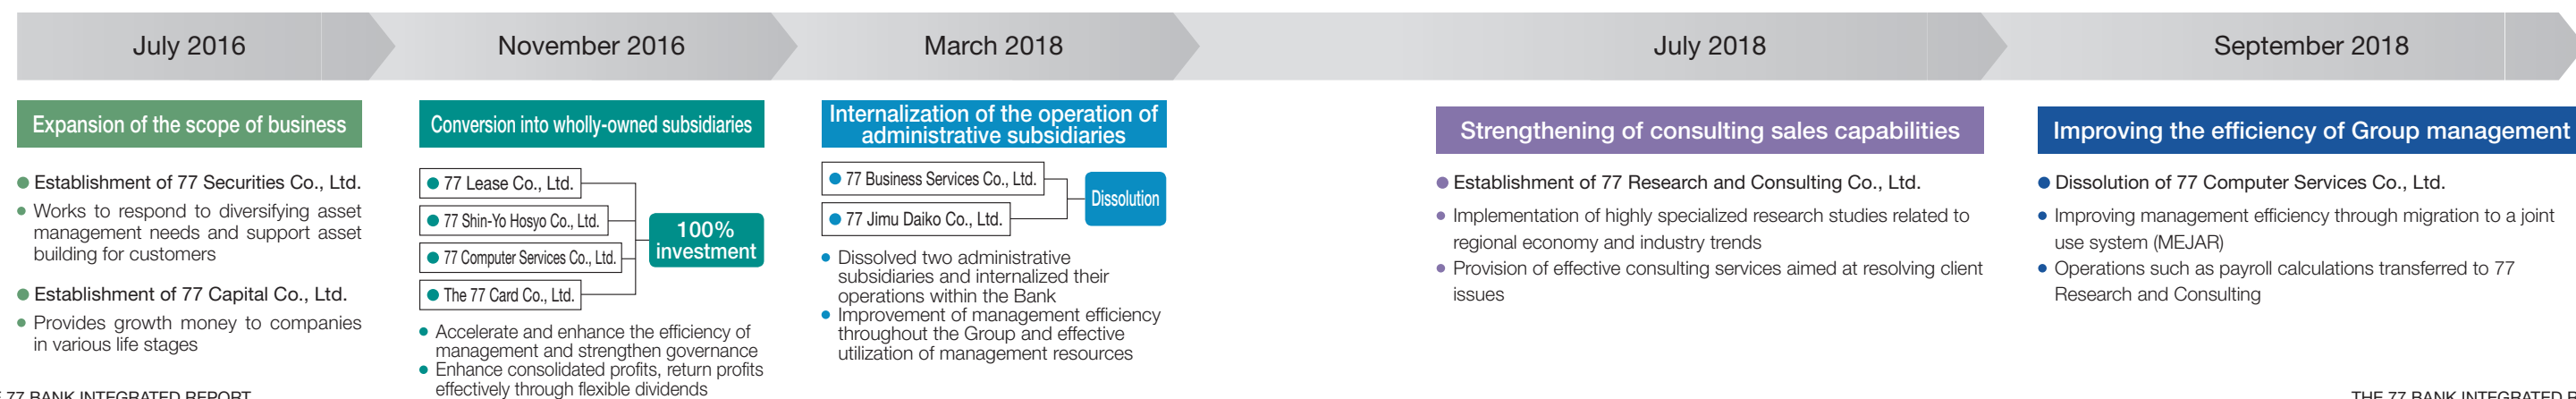 July 2016
November 2016
March 2018
July 2018
September 2018
Expansion of the scope of business
● Establishment of 77 Securities Co., Ltd.
● Works to respond to diversifying asset
management needs and support asset
building for customers
● Establishment of 77 Capital Co., Ltd.
● Provides growth money to companies
in various life stages
Conversion into wholly-owned subsidiaries
● 77 Lease Co., Ltd.
● 77 Shin-Yo Hosyo Co., Ltd.
● 77 Computer Services Co., Ltd.
● The 77 Card Co., Ltd.
100%
investment
● Accelerate and enhance the efficiency of
management and strengthen governance
● Enhance consolidated profits, return profits
effectively through flexible dividends
Internalization of the operation of
administrative subsidiaries
● 77 Business Services Co., Ltd.
● 77 Jimu Daiko Co., Ltd.
Dissolution
● Dissolved two administrative
subsidiaries and internalized their
operations within the Bank
● Improvement of management efficiency
throughout the Group and effective
utilization of management resources
Strengthening of consulting sales capabilities
● Establishment of 77 Research and Consulting Co., Ltd.
● Implementation of highly specialized research studies related to
regional economy and industry trends
● Provision of effective consulting services aimed at resolving client
issues
Improving the efficiency of Group management
● Dissolution of 77 Computer Services Co., Ltd.
● Improving management efficiency through migration to a joint
use system (MEJAR)
● Operations such as payroll calculations transferred to 77
Research and Consulting
77 BANK INTEGRATED REPORT
THE 77 BANK INTEGRATED